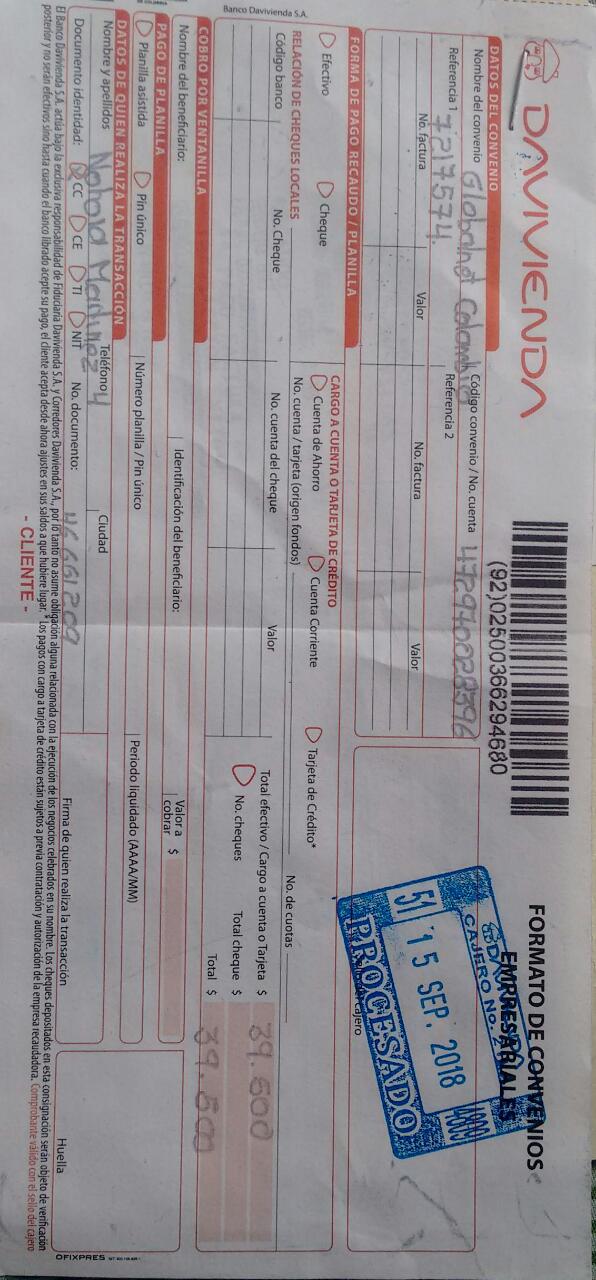 DAVIVIENDA
(92)02500366294680
FORMATO DE CONVENIOS
EMPRESARIALES
DATOS DEL CONVENIO
Nombre del convenio Globalnet Colombia Código convenio / No. cuenta
Referencia 1 7217574. Referencia 2
No. factura Valor No. factura Valor
DAVIVIENDA
CAJERO No.
51 15 SEP. 2018
PROCESADO
FORMA DE PAGO RECAUDO / PLANILLA
Efectivo Cheque
CARGO A CUENTA O TARJETA DE CRÉDITO
Cuenta de Ahorro Cuenta Corriente Tarjeta de Crédito*
No. cuenta / tarjeta (origen fondos) No. de cuotas
RELACIÓN DE CHEQUES LOCALES
Código banco No. Cheque No. cuenta del cheque Valor
Total efectivo / Cargo a cuenta o Tarjeta $ 39.500
No. cheques Total cheque $
Total $ 39.500
COBRO POR VENTANILLA
Nombre del beneficiario: Identificación del beneficiario: Valor a cobrar $
PAGO DE PLANILLA
Planilla asistida Pin único Número planilla / Pin único Periodo liquidado (AAAA/MM)
DATOS DE QUIEN REALIZA LA TRANSACCIÓN
Nombre y apellidos Teléfono Ciudad
Documento identidad: CC CE TI NIT No. documento: 46661209
Firma de quien realiza la transacción
Huella
El Banco Davivienda S.A. actúa bajo la exclusiva responsabilidad de Fiduciaria Davivienda S.A. y Corredores Davivienda S.A., por lo tanto no asume obligación alguna relacionada con la ejecución de los negocios celebrados en su nombre. Los cheques depositados en esta consignación serán objeto de verificación
posterior y no serán efectivos sino hasta cuando el banco librado acepte su pago, el cliente acepta desde ahora ajustes en sus saldos a que hubiere lugar. *Los pagos con cargo a tarjeta de crédito están sujetos a previa contratación y autorización de la empresa recaudadora. Comprobante válido con el sello del cajero
- CLIENTE -
Banco Davivienda S.A.
OFIXPRES